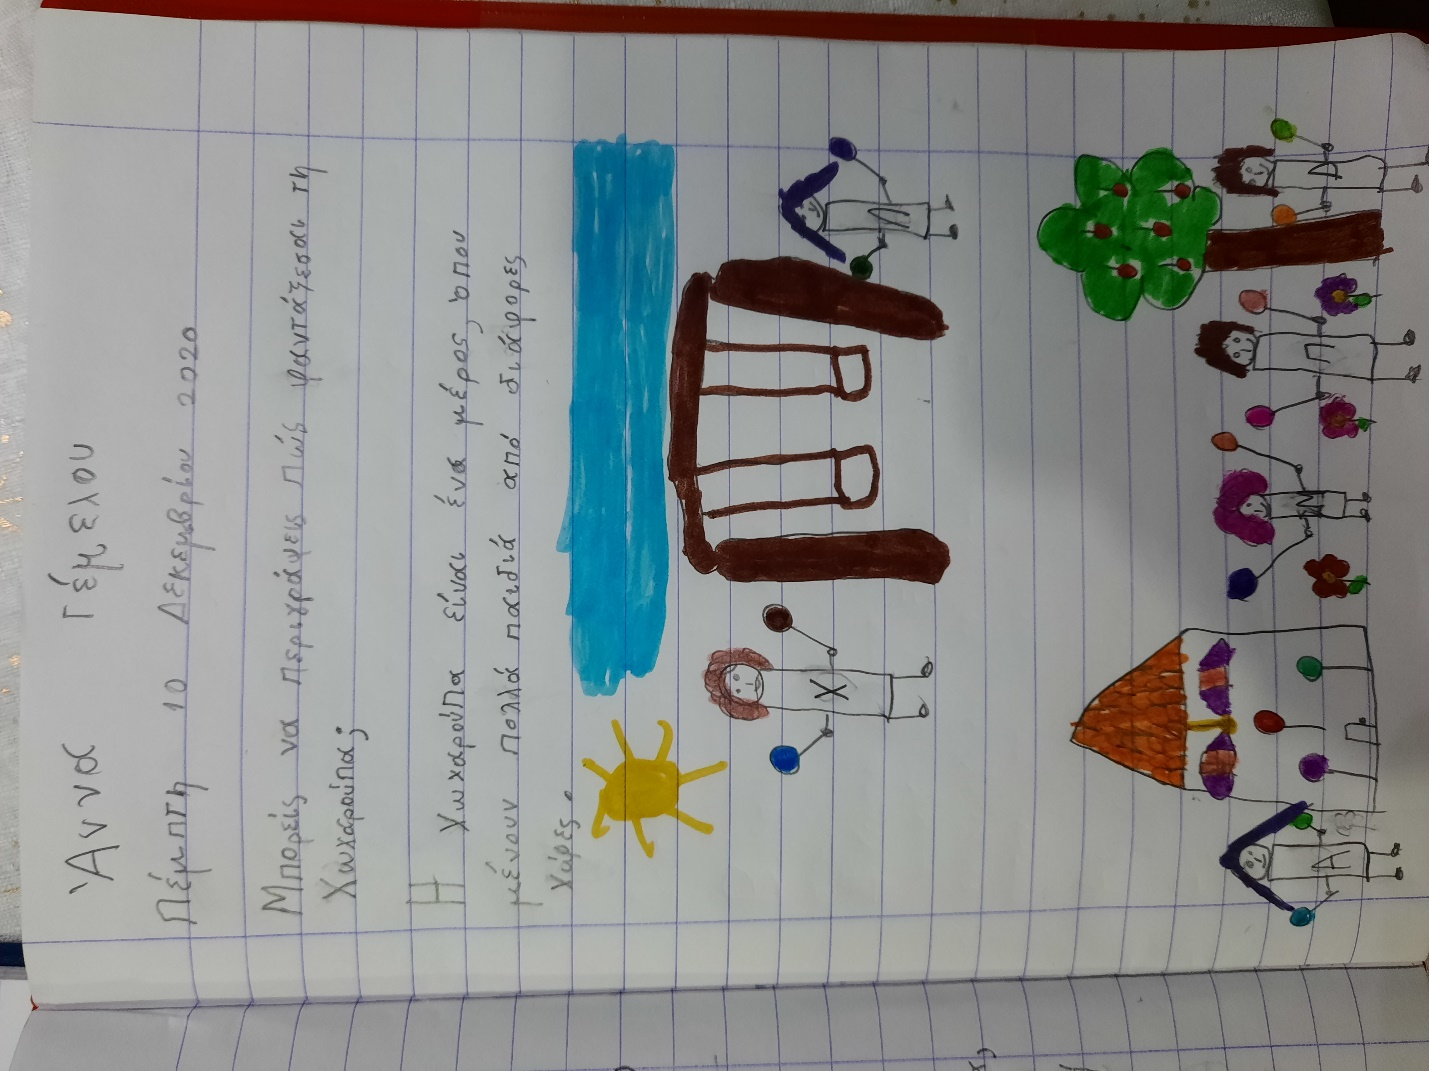 Άννα Γέμελου
Πέμπτη 10 Δεκεμβρίου 2020
Μπορείς να περιγράψεις πώς φαντάζεσαι τη
Χωχαρούπα;
Η Χωχαρούπα είναι ένα μέρος, όπου
μένουν πολλά παιδιά από διάφορες
χώρες.
Λ
Χ
Α
Π
Μ
Α